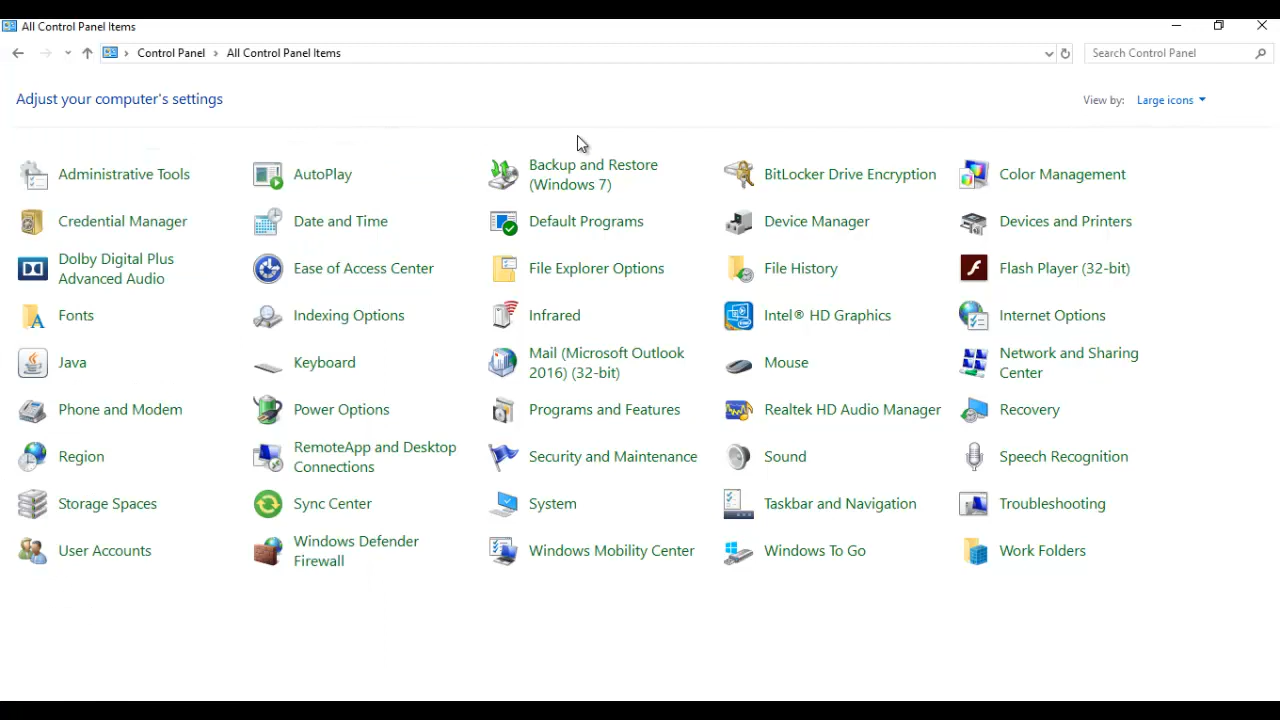 All Control Panel Items
Control Panel > All Control Panel Items
Search Control Panel
Adjust your computer's settings
View by: Large icons
Administrative Tools
AutoPlay
Backup and Restore
(Windows 7)
BitLocker Drive Encryption
Color Management
Credential Manager
Date and Time
Default Programs
Device Manager
Devices and Printers
Dolby Digital Plus
Advanced Audio
Ease of Access Center
File Explorer Options
File History
Flash Player (32-bit)
Fonts
Indexing Options
Infrared
Intel® HD Graphics
Internet Options
Java
Keyboard
Mail (Microsoft Outlook
2016) (32-bit)
Mouse
Network and Sharing
Center
Phone and Modem
Power Options
Programs and Features
Realtek HD Audio Manager
Recovery
Region
RemoteApp and Desktop
Connections
Security and Maintenance
Sound
Speech Recognition
Storage Spaces
Sync Center
System
Taskbar and Navigation
Troubleshooting
User Accounts
Windows Defender
Firewall
Windows Mobility Center
Windows To Go
Work Folders